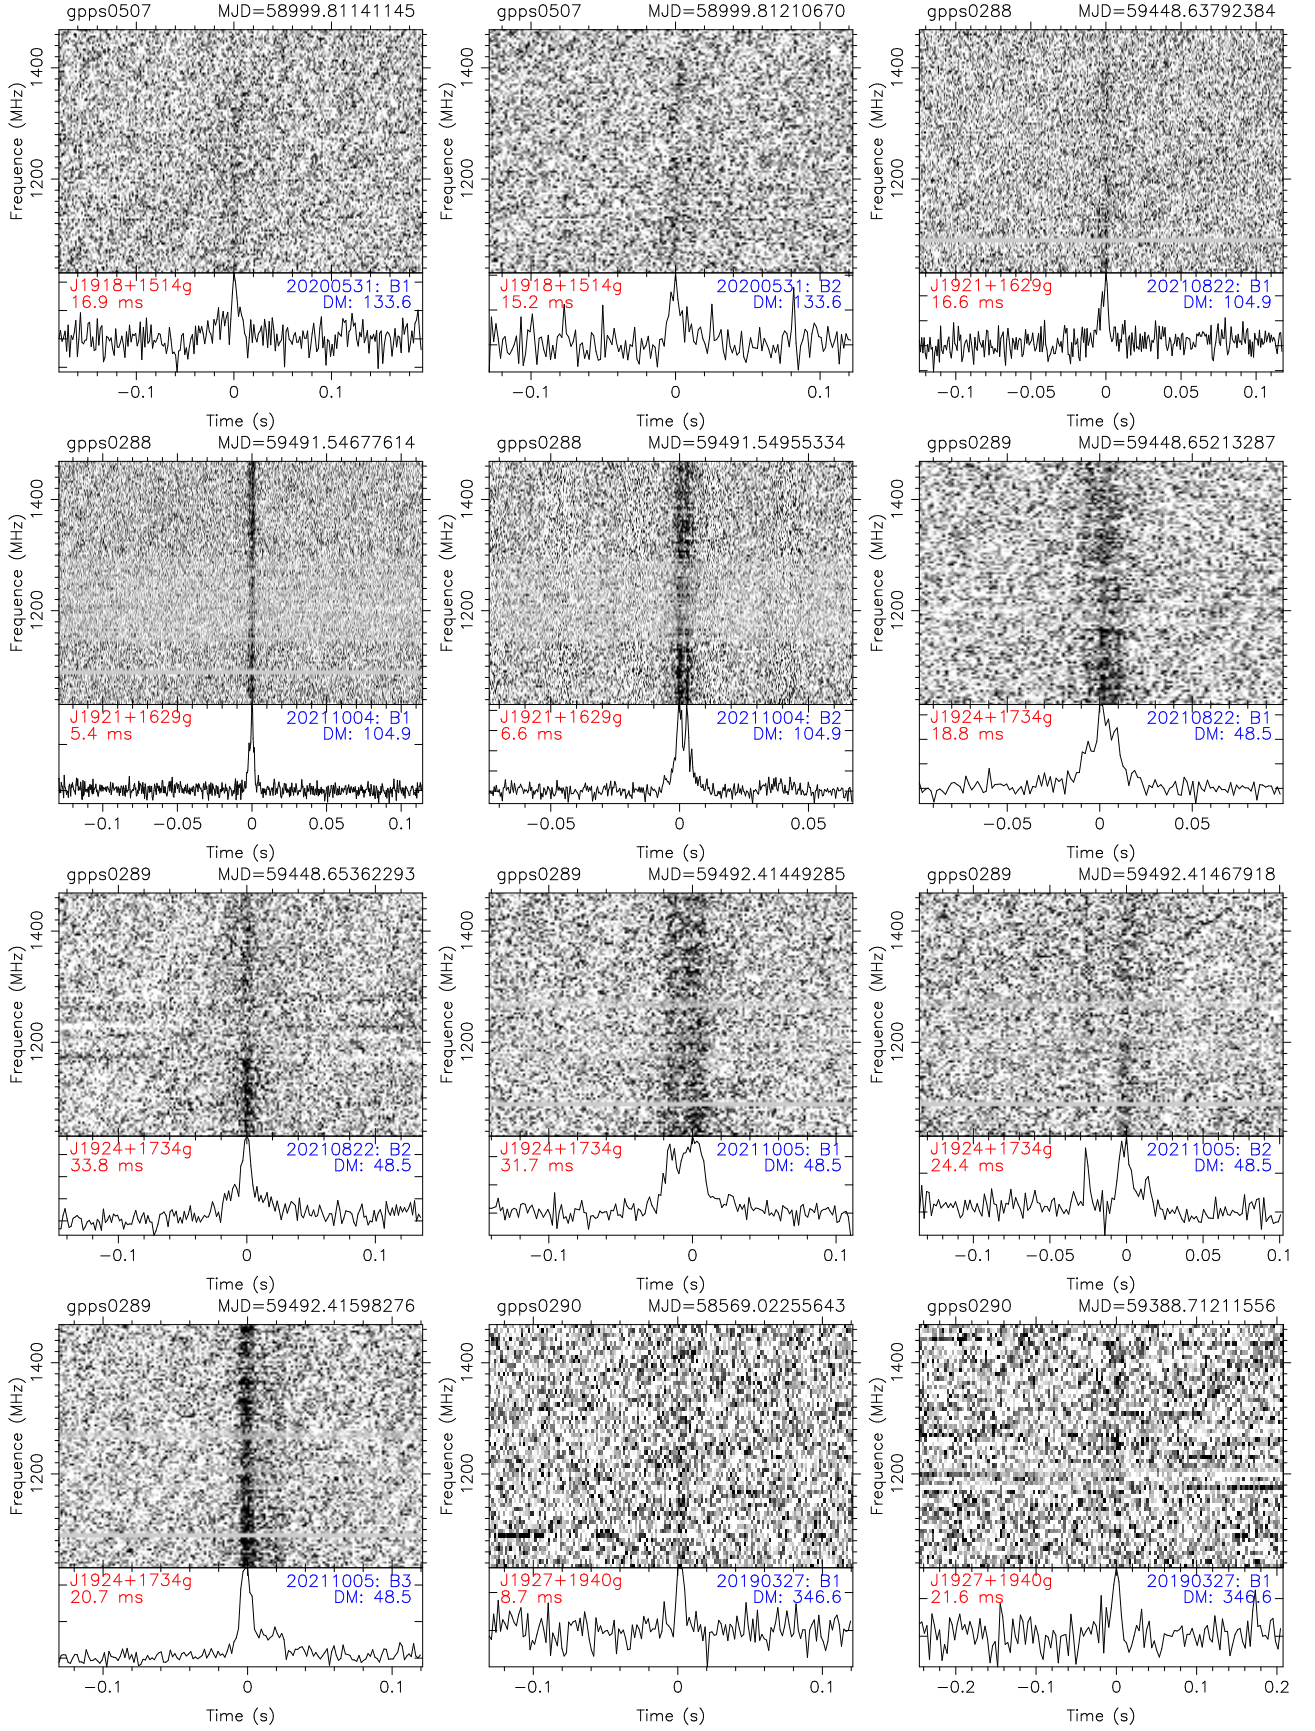 gpps0507 MJD=58999.81141145
Frequence (MHz)
1400
1200
J1918+1514g 20200531: B1
16.9 ms DM: 133.6
−0.1 0 0.1
Time (s)
gpps0507 MJD=58999.81210670
Frequence (MHz)
J1918+1514g 20200531: B2
15.2 ms DM: 133.6
−0.1 0 0.1
Time (s)
gpps0288 MJD=59448.63792384
Frequence (MHz)
1400
1200
J1921+1629g 20210822: B1
16.6 ms DM: 104.9
−0.1 −0.05 0 0.05 0.1
Time (s)
gpps0288 MJD=59491.54677614
Frequence (MHz)
1400
1200
J1921+1629g 20211004: B1
5.4 ms DM: 104.9
−0.1 −0.05 0 0.05 0.1
Time (s)
gpps0288 MJD=59491.54955334
Frequence (MHz)
J1921+1629g 20211004: B2
6.6 ms DM: 104.9
−0.05 0 0.05
Time (s)
gpps0289 MJD=59448.65213287
Frequence (MHz)
1400
1200
J1924+1734g 20210822: B1
18.8 ms DM: 48.5
−0.05 0 0.05
Time (s)
gpps0289 MJD=59448.65362293
Frequence (MHz)
1400
1200
J1924+1734g 20210822: B2
33.8 ms DM: 48.5
−0.1 0 0.1
Time (s)
gpps0289 MJD=59492.41449285
Frequence (MHz)
J1924+1734g 20211005: B1
31.7 ms DM: 48.5
−0.1 0 0.1
Time (s)
gpps0289 MJD=59492.41467918
Frequence (MHz)
1400
1200
J1924+1734g 20211005: B2
24.4 ms DM: 48.5
−0.1 −0.05 0 0.05 0.1
Time (s)
gpps0289 MJD=59492.41598276
Frequence (MHz)
1400
1200
J1924+1734g 20211005: B3
20.7 ms DM: 48.5
−0.1 0 0.1
Time (s)
gpps0290 MJD=58569.02255643
Frequence (MHz)
J1927+1940g 20190327: B1
8.7 ms DM: 346.6
−0.1 0 0.1
Time (s)
gpps0290 MJD=59388.71211556
Frequence (MHz)
1400
1200
J1927+1940g 20190327: B1
21.6 ms DM: 346.6
−0.2 −0.1 0 0.1 0.2
Time (s)